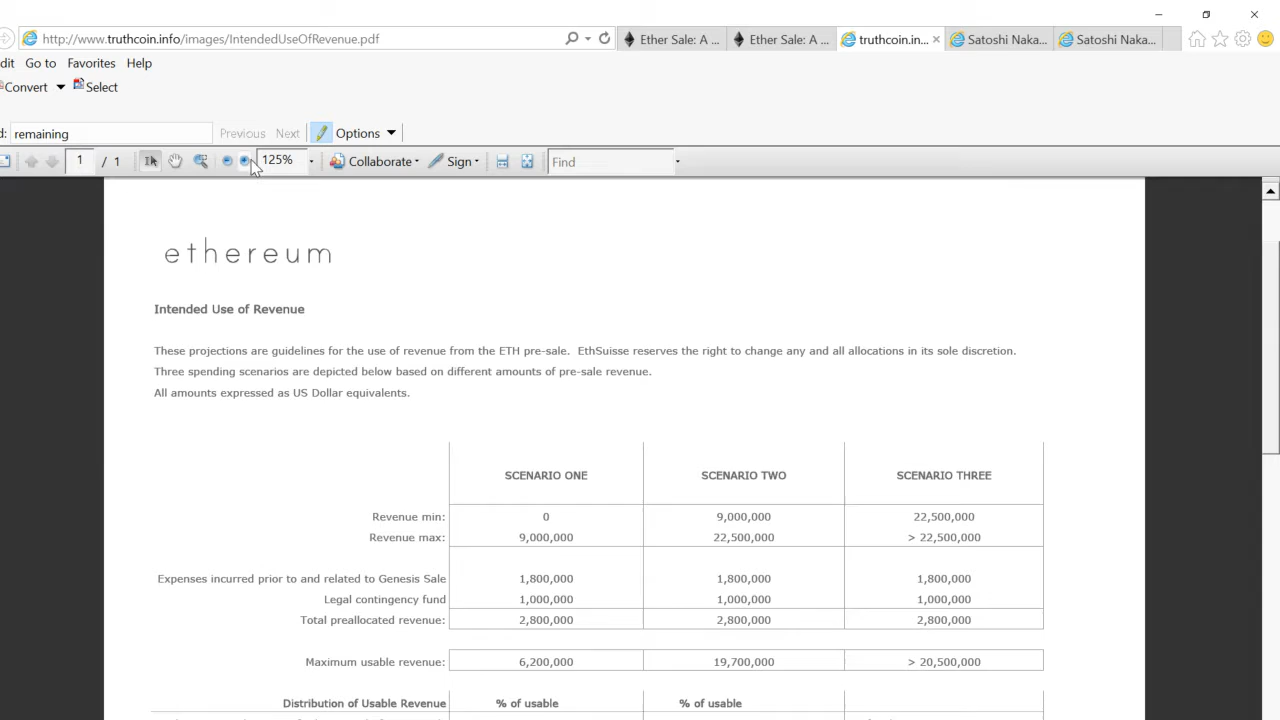 http://www.truthcoin.info/images/IntendedUseOfRevenue.pdf
Ether Sale: A ...
Ether Sale: A ...
truthcoin.in...
Satoshi Naka...
Satoshi Naka...
dit Go to Favorites Help
Convert Select
d: remaining Previous Next Options
1 / 1 125% Collaborate Sign Find
ethereum
Intended Use of Revenue
These projections are guidelines for the use of revenue from the ETH pre-sale. EthSuisse reserves the right to change any and all allocations in its sole discretion.
Three spending scenarios are depicted below based on different amounts of pre-sale revenue.
All amounts expressed as US Dollar equivalents.
SCENARIO ONE SCENARIO TWO SCENARIO THREE
Revenue min: 0 9,000,000 22,500,000
Revenue max: 9,000,000 22,500,000 > 22,500,000
Expenses incurred prior to and related to Genesis Sale 1,800,000 1,800,000 1,800,000
Legal contingency fund 1,000,000 1,000,000 1,000,000
Total preallocated revenue: 2,800,000 2,800,000 2,800,000
Maximum usable revenue: 6,200,000 19,700,000 > 20,500,000
Distribution of Usable Revenue % of usable % of usable